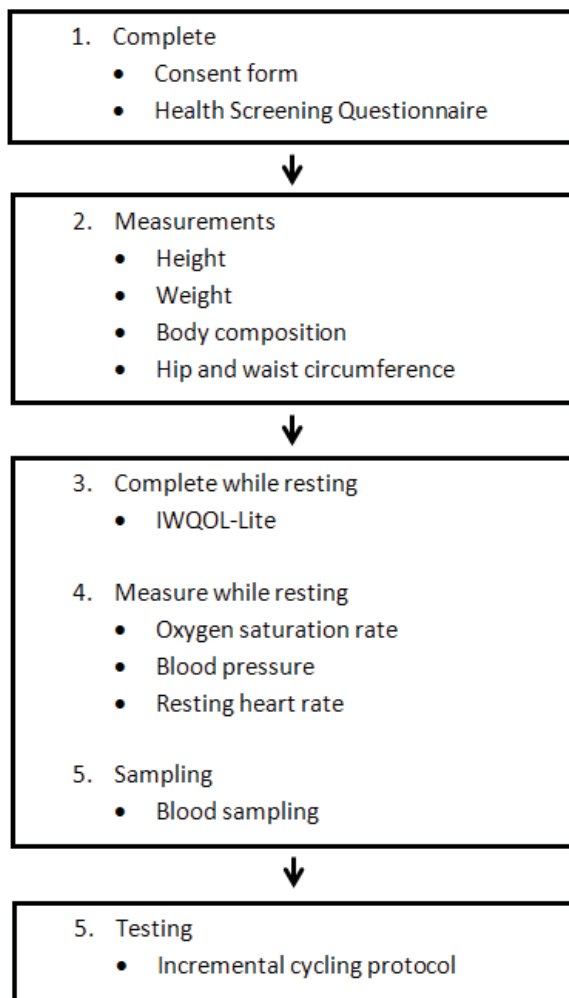 1. Complete
• Consent form
• Health Screening Questionnaire
2. Measurements
• Height
• Weight
• Body composition
• Hip and waist circumference
3. Complete while resting
• IWQOL-Lite
4. Measure while resting
• Oxygen saturation rate
• Blood pressure
• Resting heart rate
5. Sampling
• Blood sampling
5. Testing
• Incremental cycling protocol